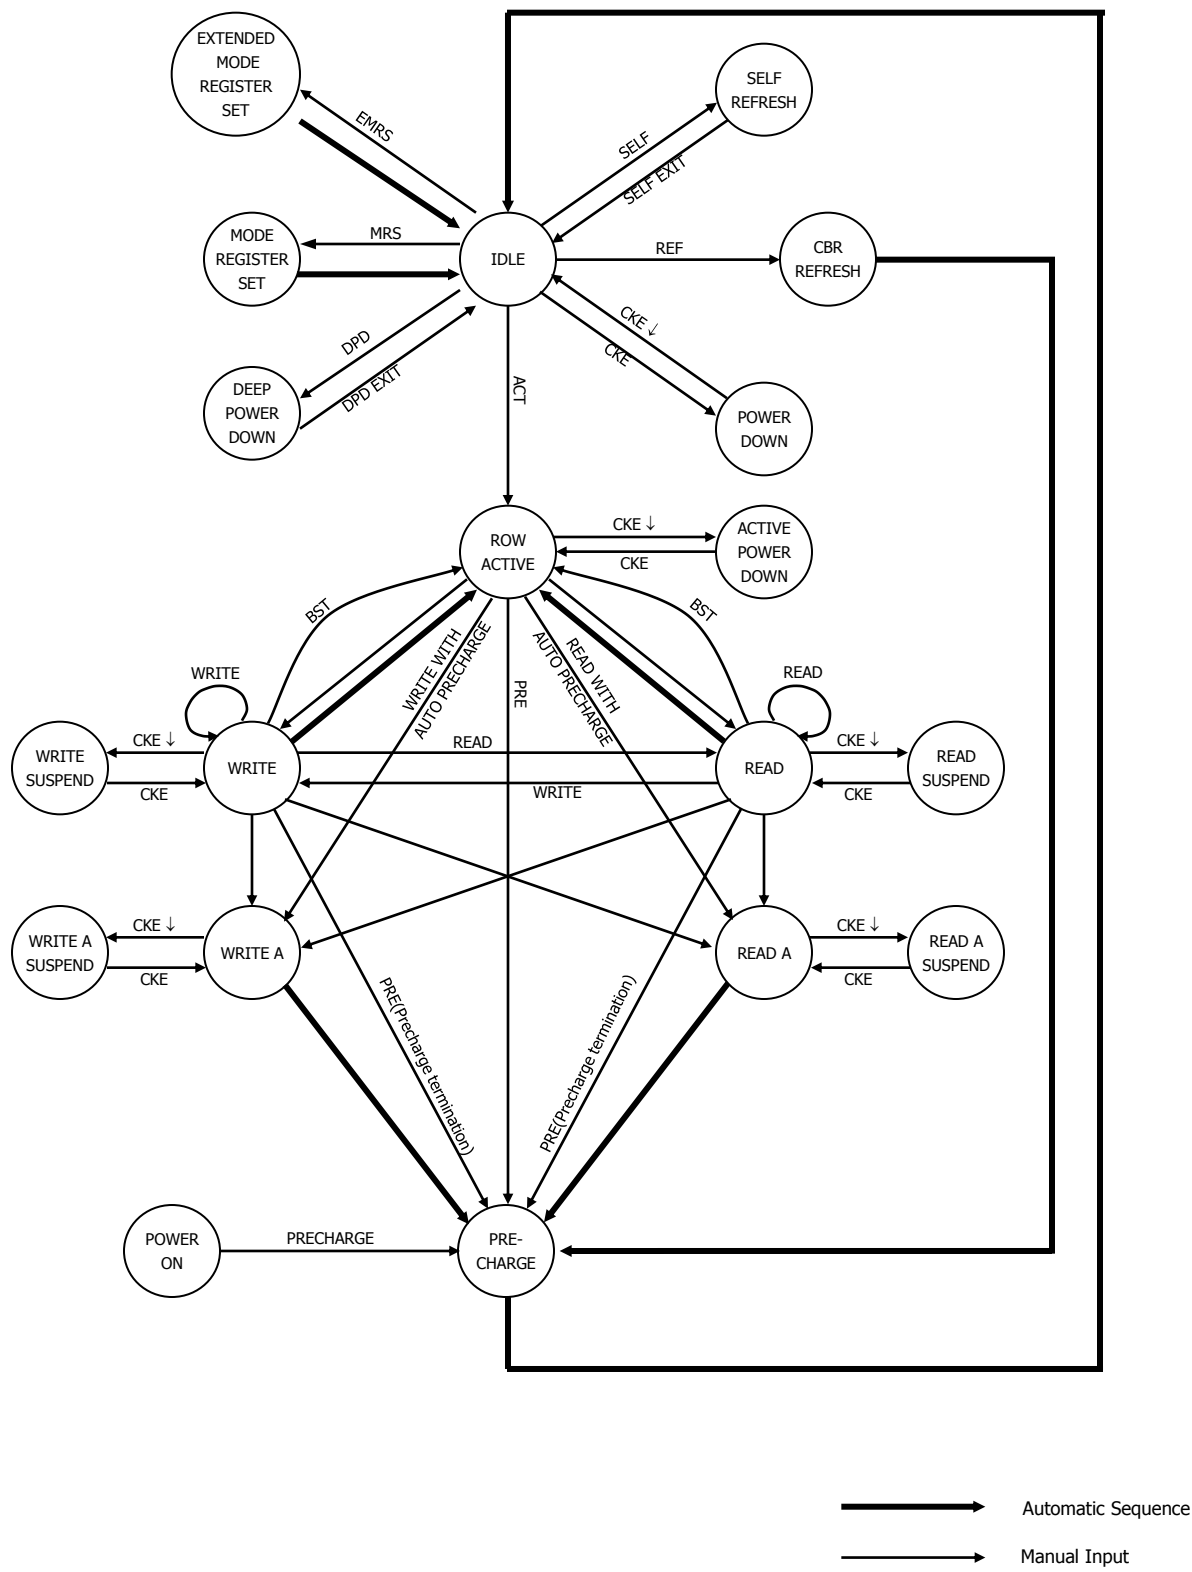 EXTENDED
MODE
REGISTER
SET
SELF
REFRESH
EMRS
SELF
SELF EXIT
MODE
REGISTER
SET
MRS
IDLE
REF
CBR
REFRESH
DPD
DPD EXIT
CKE ↓
CKE
DEEP
POWER
DOWN
ACT
POWER
DOWN
ROW
ACTIVE
CKE ↓
CKE
ACTIVE
POWER
DOWN
BST
BST
WRITE WITH
AUTO PRECHARGE
PRE
READ WITH
AUTO PRECHARGE
WRITE
READ
WRITE
SUSPEND
CKE ↓
CKE
WRITE
READ
WRITE
READ
CKE ↓
CKE
READ
SUSPEND
WRITE A
SUSPEND
CKE ↓
CKE
WRITE A
READ A
CKE ↓
CKE
READ A
SUSPEND
PRE(Precharge termination)
PRE(Precharge termination)
POWER
ON
PRECHARGE
PRE-
CHARGE
Automatic Sequence
Manual Input